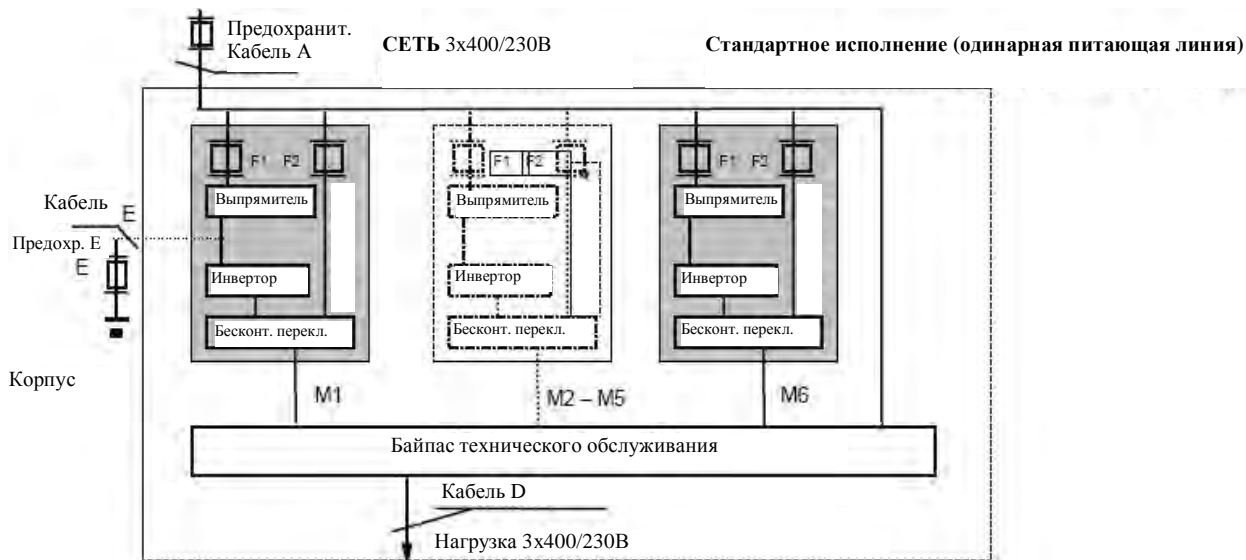 Предохранит.
Кабель А
СЕТЬ 3x400/230В
Стандартное исполнение (одинарная питающая линия)
F1 F2
F1 F2
F1 F2
Выпрямитель
Выпрямитель
Выпрямитель
Кабель
E
Предохр. Е
E
Инвертор
Инвертор
Инвертор
Бесконт. перекл.
Бесконт. перекл.
Бесконт. перекл.
Корпус
M1
M2 – M5
M6
Байпас технического обслуживания
Кабель D
Нагрузка 3x400/230В